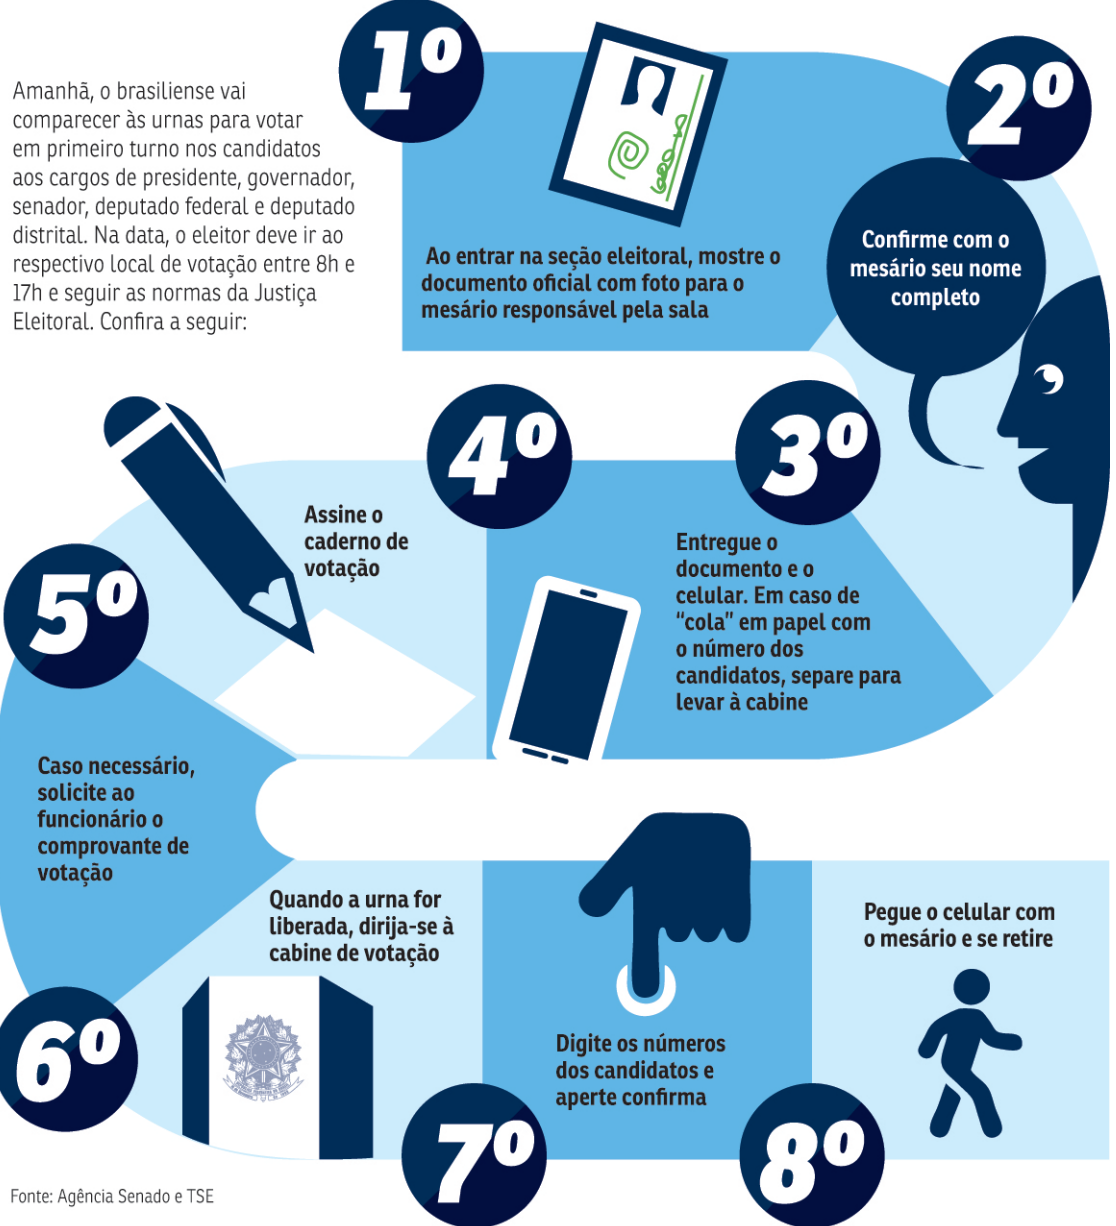 Amanhã, o brasiliense vai
comparecer às urnas para votar
em primeiro turno nos candidatos
aos cargos de presidente, governador,
senador, deputado federal e deputado
distrital. Na data, o eleitor deve ir ao
respectivo local de votação entre 8h e
17h e seguir as normas da Justiça
Eleitoral. Confira a seguir:
1º
Ao entrar na seção eleitoral, mostre o
documento oficial com foto para o
mesário responsável pela sala
2º
Confirme com o
mesário seu nome
completo
3º
Entregue o
documento e o
celular. Em caso de
“cola” em papel com
o número dos
candidatos, separe para
levar à cabine
4º
Assine o
caderno de
votação
5º
Caso necessário,
solicite ao
funcionário o
comprovante de
votação
6º
Quando a urna for
liberada, dirija-se à
cabine de votação
7º
Digite os números
dos candidatos e
aperte confirma
8º
Pegue o celular com
o mesário e se retire
Fonte: Agência Senado e TSE